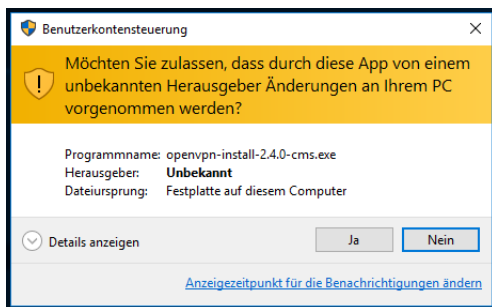 Benutzerkontensteuerung
Möchten Sie zulassen, dass durch diese App von einem
unbekannten Herausgeber Änderungen an Ihrem PC
vorgenommen werden?
Programmname: openvpn-install-2.4.0-cms.exe
Herausgeber: Unbekannt
Dateiursprung: Festplatte auf diesem Computer
Details anzeigen Ja Nein
Anzeigezeitpunkt für die Benachrichtigungen ändern